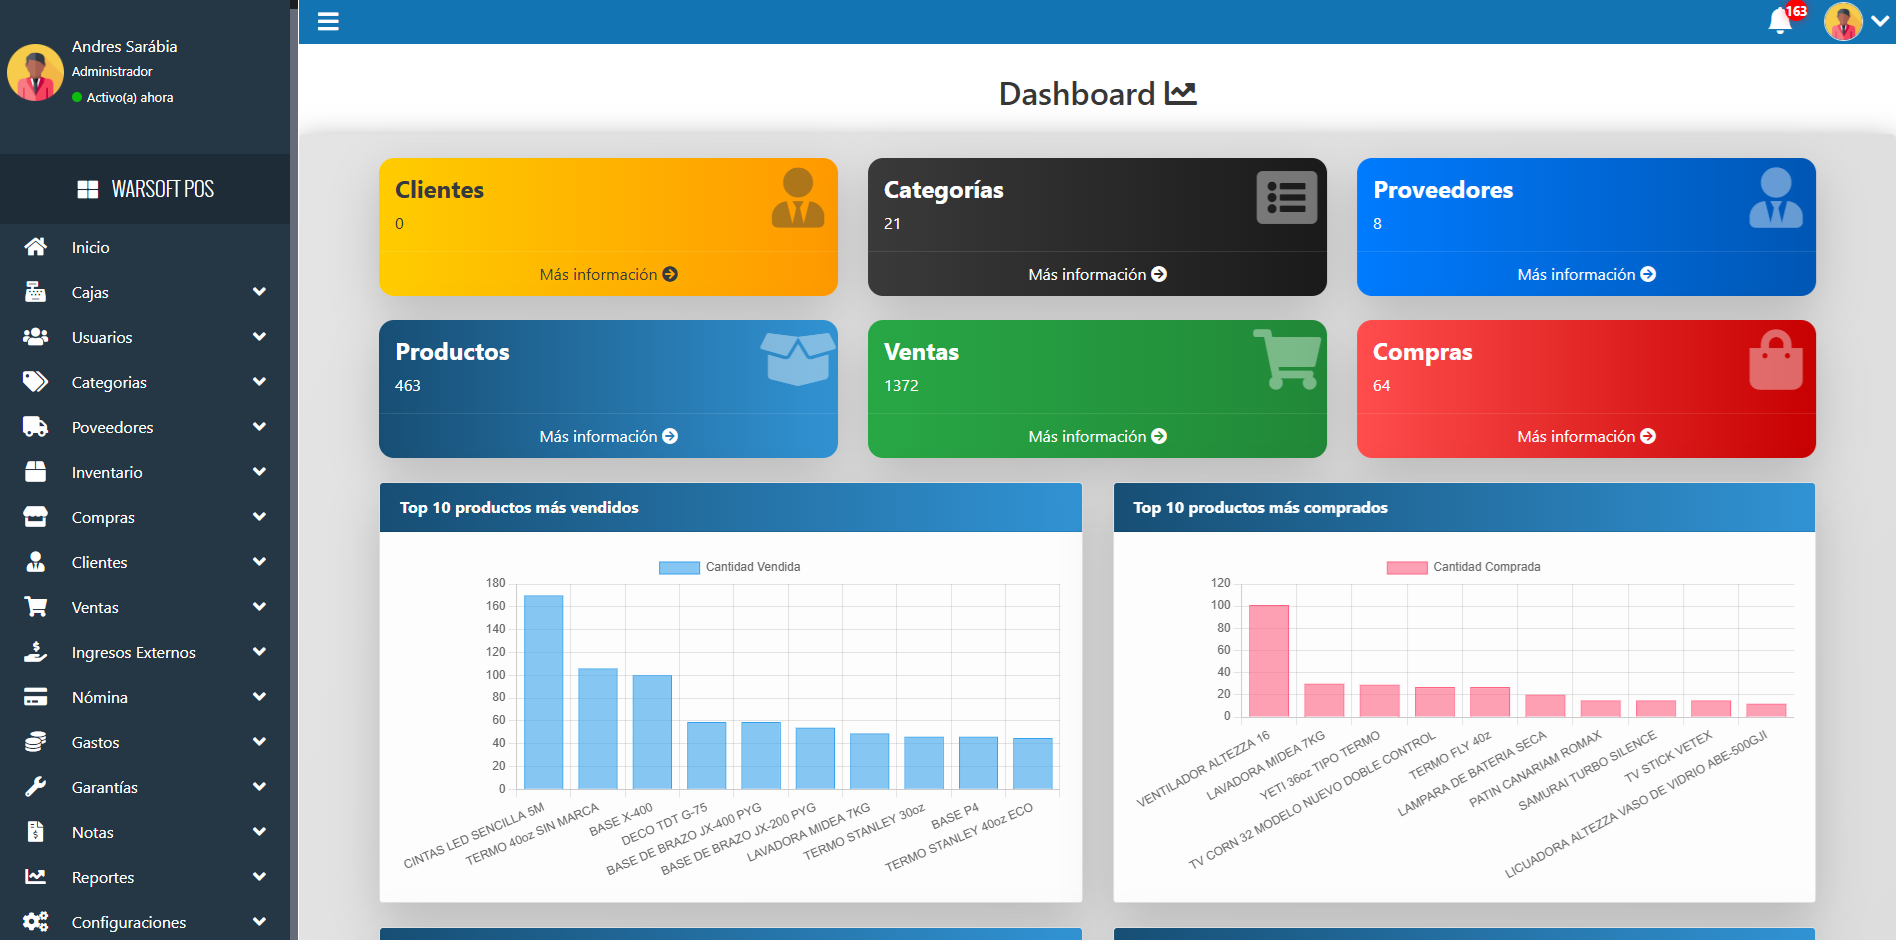 Andres Sarábia
Administrador
Activo(a) ahora
WARSOFT POS
Inicio
Cajas
Usuarios
Categorias
Poveedores
Inventario
Compras
Clientes
Ventas
Ingresos Externos
Nómina
Gastos
Garantías
Notas
Reportes
Configuraciones
163
Dashboard
Clientes
0
Más información
Categorías
21
Más información
Proveedores
8
Más información
Productos
463
Más información
Ventas
1372
Más información
Compras
64
Más información
Top 10 productos más vendidos
Cantidad Vendida
180
160
140
120
100
80
60
40
20
0
CINTAS LED SENCILLA 5M
TERMO 40oz SIN MARCA
BASE X-400
DECO TDT G-75
BASE DE BRAZO JX-400 PYG
BASE DE BRAZO JX-200 PYG
LAVADORA MIDEA 7KG
TERMO STANLEY 30oz
BASE P4
TERMO STANLEY 40oz ECO
Top 10 productos más comprados
Cantidad Comprada
120
100
80
60
40
20
0
VENTILADOR ALTEZZA 16
LAVADORA MIDEA 7KG
YETI 36oz TIPO TERMO
TV CORN 32 MODELO NUEVO DOBLE CONTROL
TERMO FLY 40z
LAMPARA DE BATERIA SECA
PATIN CANARIAM ROMAX
SAMURAI TURBO SILENCE
TV STICK VETEX
LICUADORA ALTEZZA VASO DE VIDRIO ABE-500GJI